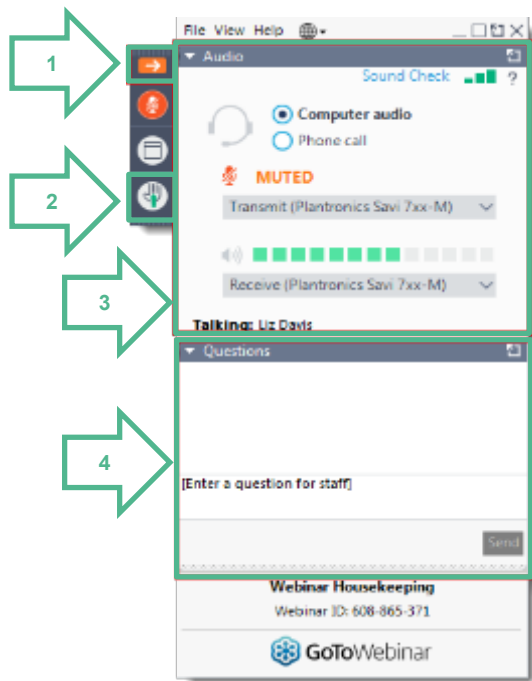 File View Help
1
Audio
Sound Check
?
Computer audio
Phone call
MUTED
2
Transmit (Plantronics Savi 7xx-M)
3
Receive (Plantronics Savi 7xx-M)
Talking: Liz Davis
Questions
4
[Enter a question for staff]
Send
Webinar Housekeeping
Webinar ID: 608-865-371
GoToWebinar